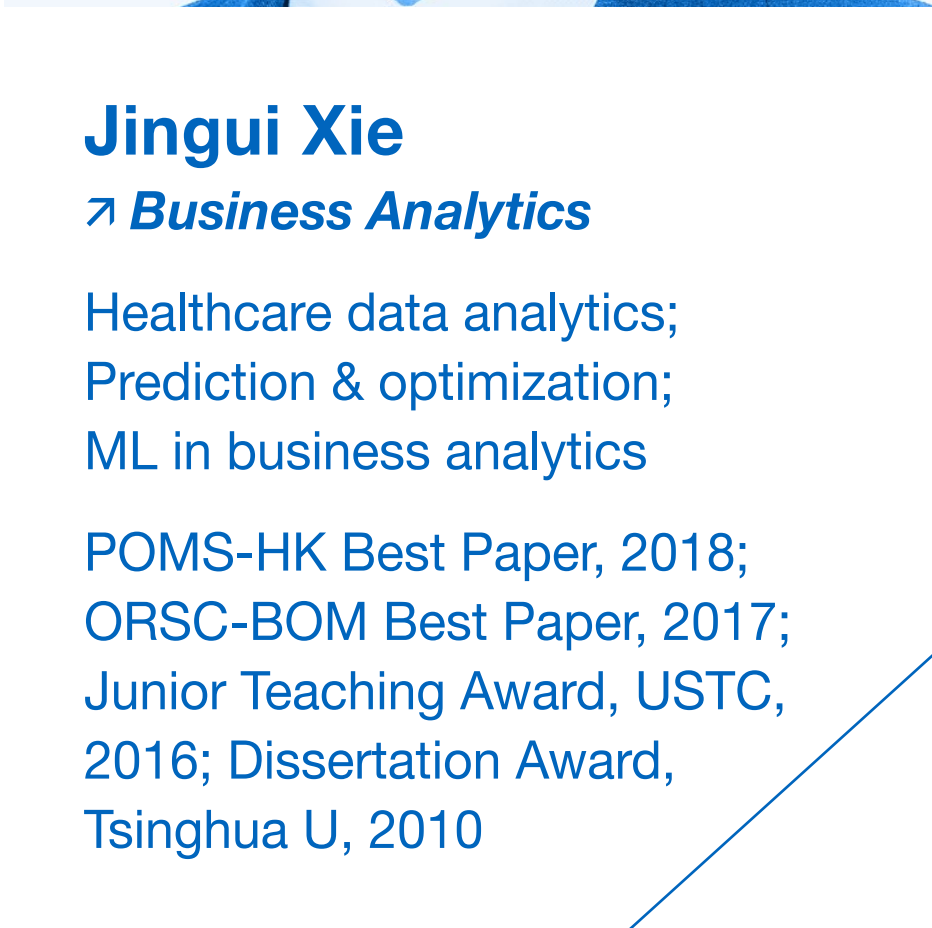 Jingui Xie
↗ Business Analytics
Healthcare data analytics;
Prediction & optimization;
ML in business analytics
POMS-HK Best Paper, 2018;
ORSC-BOM Best Paper, 2017;
Junior Teaching Award, USTC,
2016; Dissertation Award,
Tsinghua U, 2010